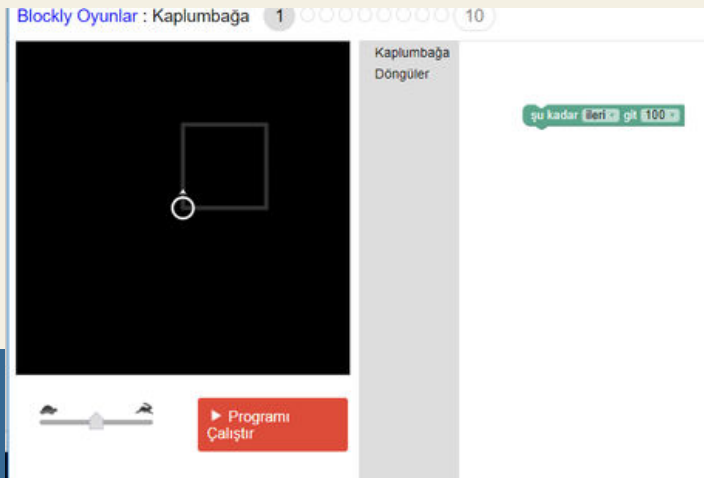 Blockly Oyunlar : Kaplumbağa 1 10
Kaplumbağa
Döngüler
şu kadar ileri git 100
Programı
Çalıştır